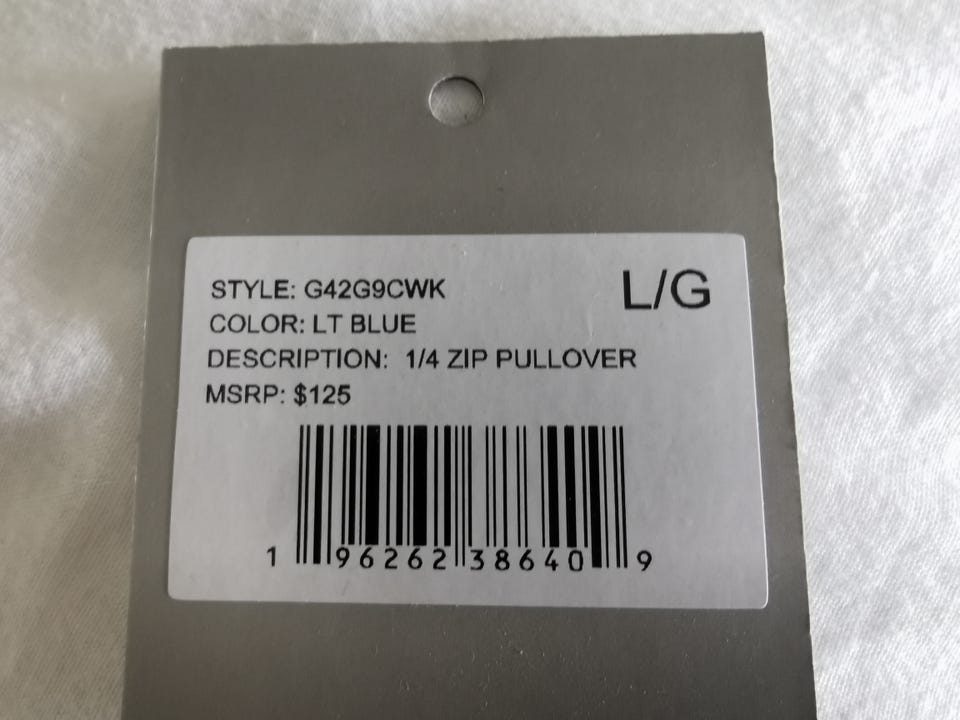 L/G
STYLE: G42G9CWK
COLOR: LT BLUE
DESCRIPTION: 1/4 ZIP PULLOVER
MSRP: $125
1 96262 38640 9